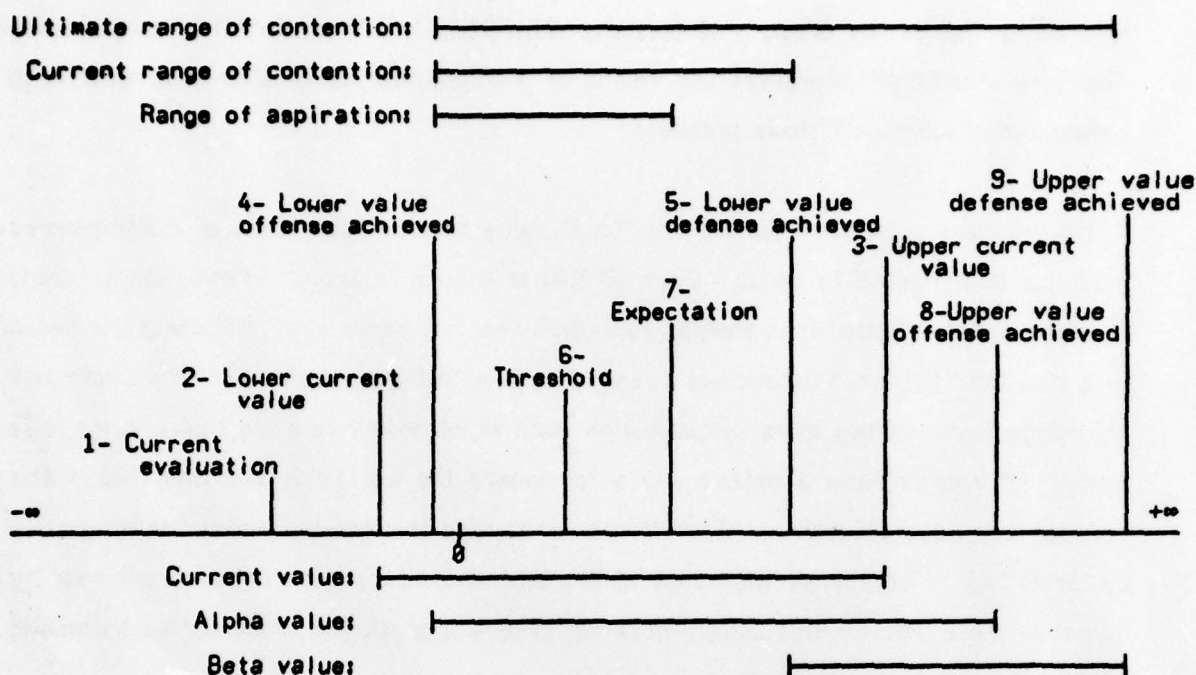 Ultimate range of contention:
Current range of contention:
Range of aspiration:
9- Upper value
defense achieved
4- Lower value
offense achieved
5- Lower value
defense achieved
3- Upper current
value
7-
Expectation
8-Upper value
offense achieved
6-
Threshold
2- Lower current
value
1- Current
evaluation
-∞
+∞
0
Current value:
Alpha value:
Beta value: